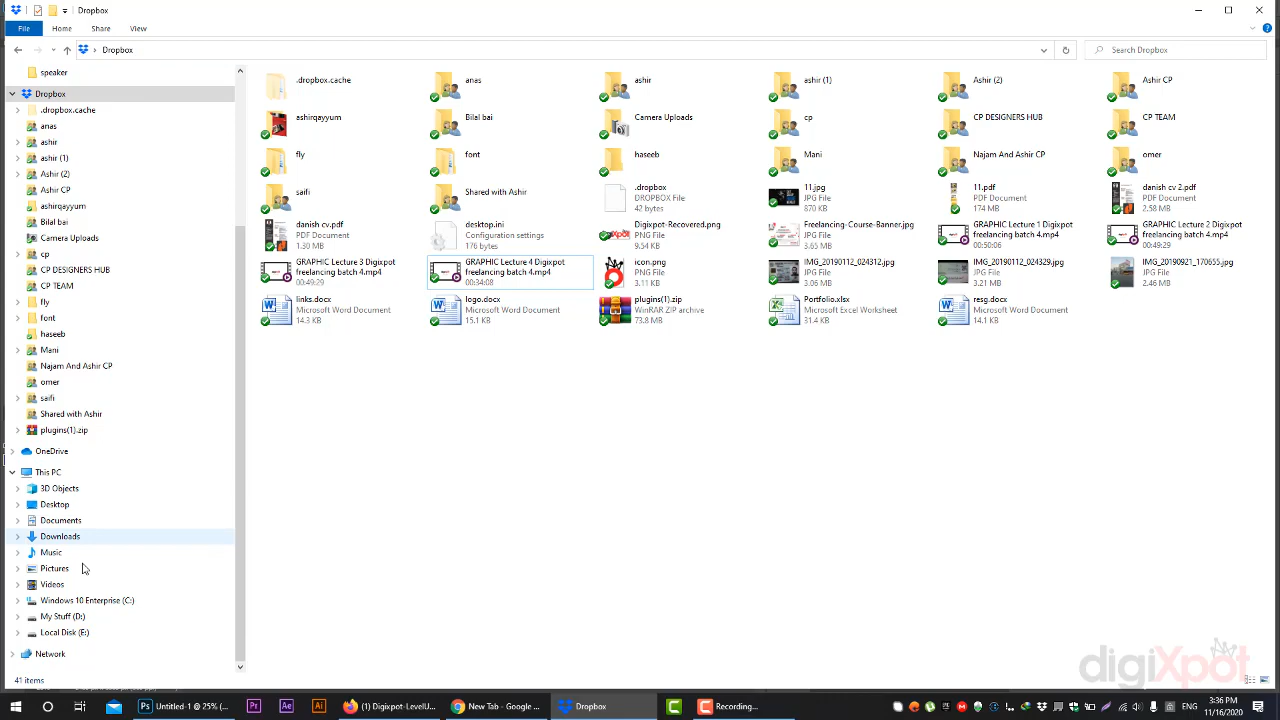 Dropbox
File Home Share View
Dropbox
Search Dropbox
speaker
Dropbox
.dropbox.cache
anas
ashir
ashir (1)
Ashir (2)
Ashir CP
ashirqayyum
Bilal bai
Camera Uploads
cp
CP DESIGNERS HUB
CP TEAM
fly
font
haseeb
Mani
Najam And Ashir CP
omer
saifi
Shared with Ashir
plugins(1).zip
OneDrive
This PC
3D Objects
Desktop
Documents
Downloads
Music
Pictures
Videos
Windows 10 Enterprise (C:)
My Stuff (D:)
Local Disk (E:)
Network
.dropbox.cache anas ashir ashir (1) Ashir (2) Ashir CP
ashirqayyum Bilal bai Camera Uploads cp CP DESIGNERS HUB CP TEAM
fly font haseeb Mani Najam And Ashir CP omer
saifi Shared with Ashir
.dropbox
DROPBOX File
42 bytes
11.jpg
JPG File
870 KB
11.pdf
PDF Document
174 MB
danish cv 2.pdf
PDF Document
2.58 MB
danish cv.pdf
PDF Document
1.30 MB
desktop.ini
Configuration settings
176 bytes
Digixpot-Recovered.png
PNG File
9.54 KB
Freelancing-Course-Banner.jpg
JPG File
3.65 MB
GRAPHIC Lecture 1 Digixpot
freelancing batch 4.mp4
00:50:06
GRAPHIC Lecture 2 Digixpot
freelancing batch 4.mp4
00:49:29
GRAPHIC Lecture 3 Digixpot
freelancing batch 4.mp4
00:49:29
GRAPHIC Lecture 4 Digixpot
freelancing batch 4.mp4
00:34:08
icon.png
PNG File
3.11 KB
IMG_20190112_024312.jpg
JPG File
3.06 MB
IMG_20190112_024329.jpg
JPG File
3.21 MB
IMG_20190921_170655.jpg
JPG File
2.46 MB
links.docx
Microsoft Word Document
14.3 KB
logo.docx
Microsoft Word Document
15.1 KB
plugins(1).zip
WinRAR ZIP archive
73.8 MB
Portfolio.xlsx
Microsoft Excel Worksheet
31.4 KB
resg.docx
Microsoft Word Document
14.1 KB
digiXpot
41 items
Untitled-1 @ 25% (...
(1) Digixpot-LevelU...
New Tab - Google ...
Dropbox
Recording...
3:36 PM
11/16/2020